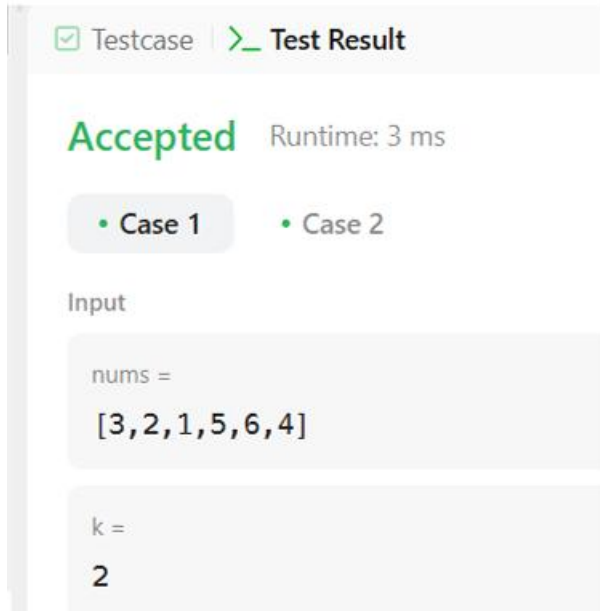 Testcase >_ Test Result
Accepted Runtime: 3 ms
• Case 1 • Case 2
Input
nums =
[3,2,1,5,6,4]
k =
2